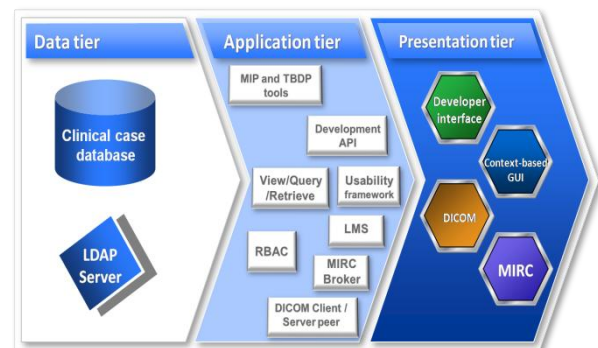 Data tier
Clinical case
database
LDAP
Server
Application tier
MIP and TBDP
tools
Development
API
View/Query
/Retrieve
Usability
framework
LMS
RBAC
MIRC
Broker
DICOM Client /
Server peer
Presentation tier
Developer
interface
Context-based
GUI
DICOM
MIRC